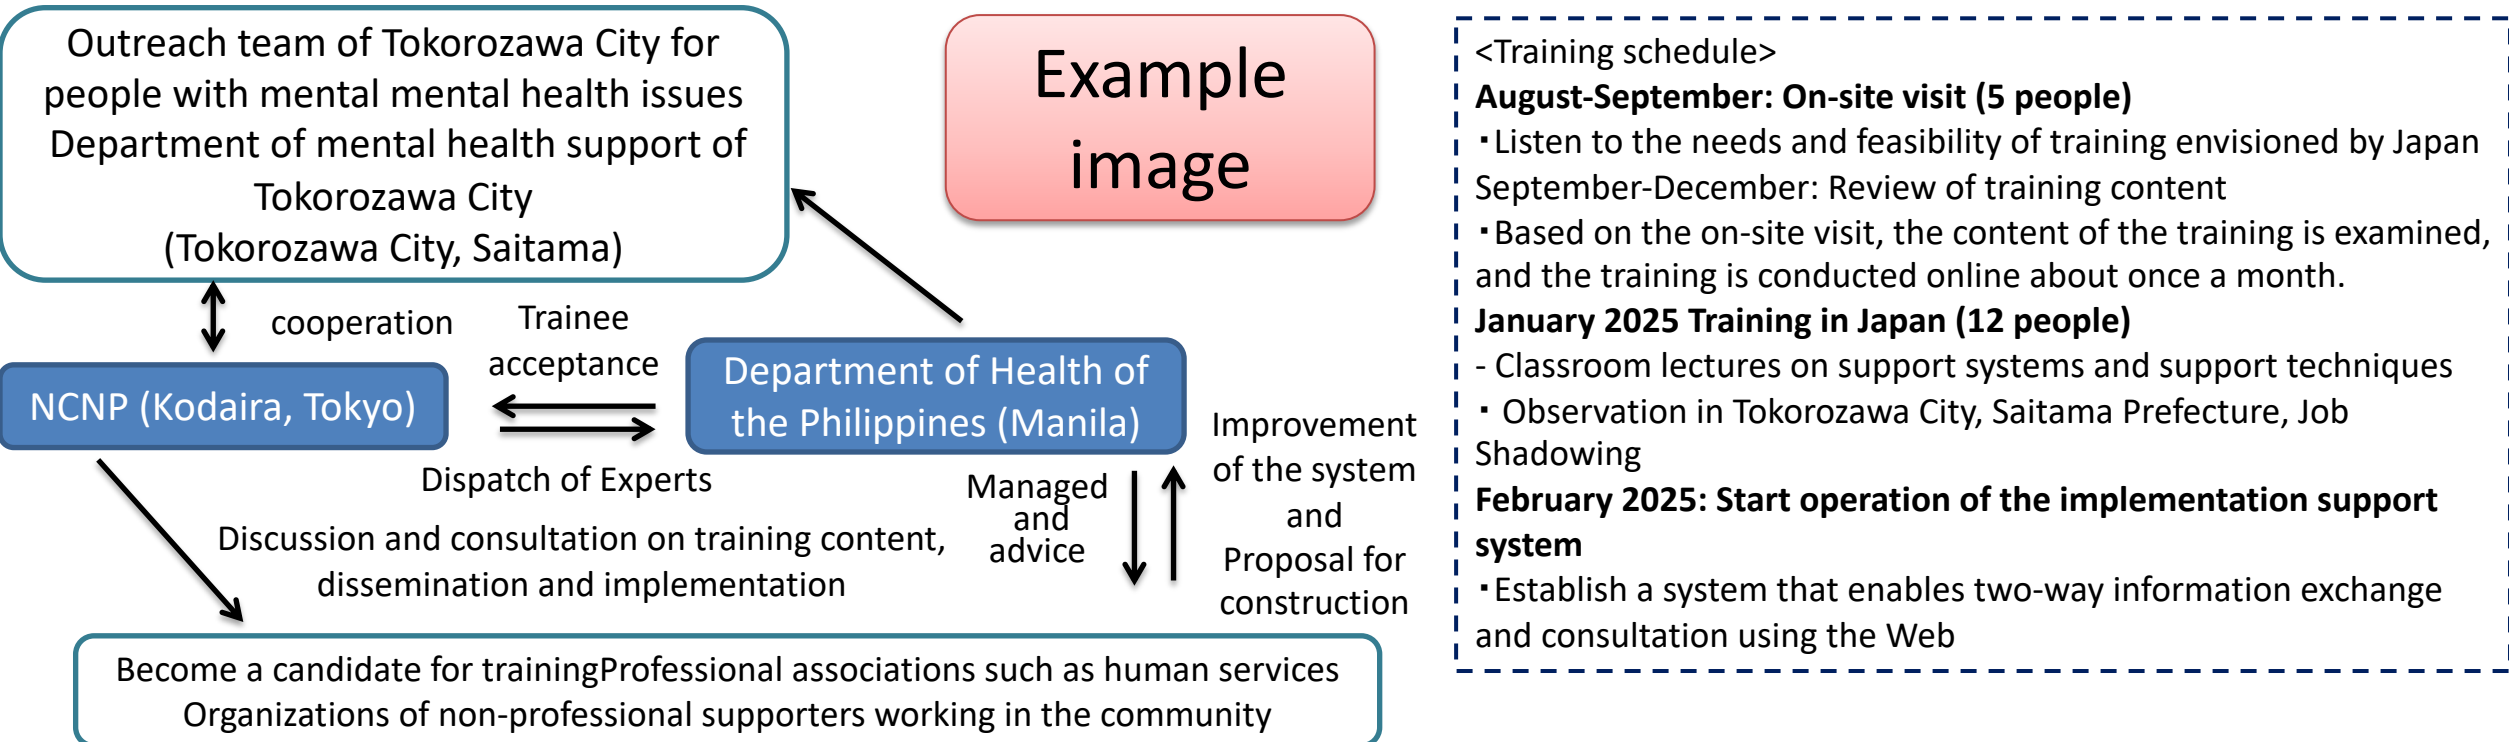 Outreach team of Tokorozawa City for
people with mental mental health issues
Department of mental health support of
Tokorozawa City
(Tokorozawa City, Saitama)
Example
image
cooperation
Trainee
acceptance
NCNP (Kodaira, Tokyo)
Department of Health of
the Philippines (Manila)
Dispatch of Experts
Discussion and consultation on training content,
dissemination and implementation
Managed
and
advice
Improvement
of the system
and
Proposal for
construction
Become a candidate for trainingProfessional associations such as human services
Organizations of non-professional supporters working in the community
<Training schedule>
August-September: On-site visit (5 people)
・Listen to the needs and feasibility of training envisioned by Japan
September-December: Review of training content
・Based on the on-site visit, the content of the training is examined,
and the training is conducted online about once a month.
January 2025 Training in Japan (12 people)
- Classroom lectures on support systems and support techniques
・ Observation in Tokorozawa City, Saitama Prefecture, Job
Shadowing
February 2025: Start operation of the implementation support
system
・Establish a system that enables two-way information exchange
and consultation using the Web